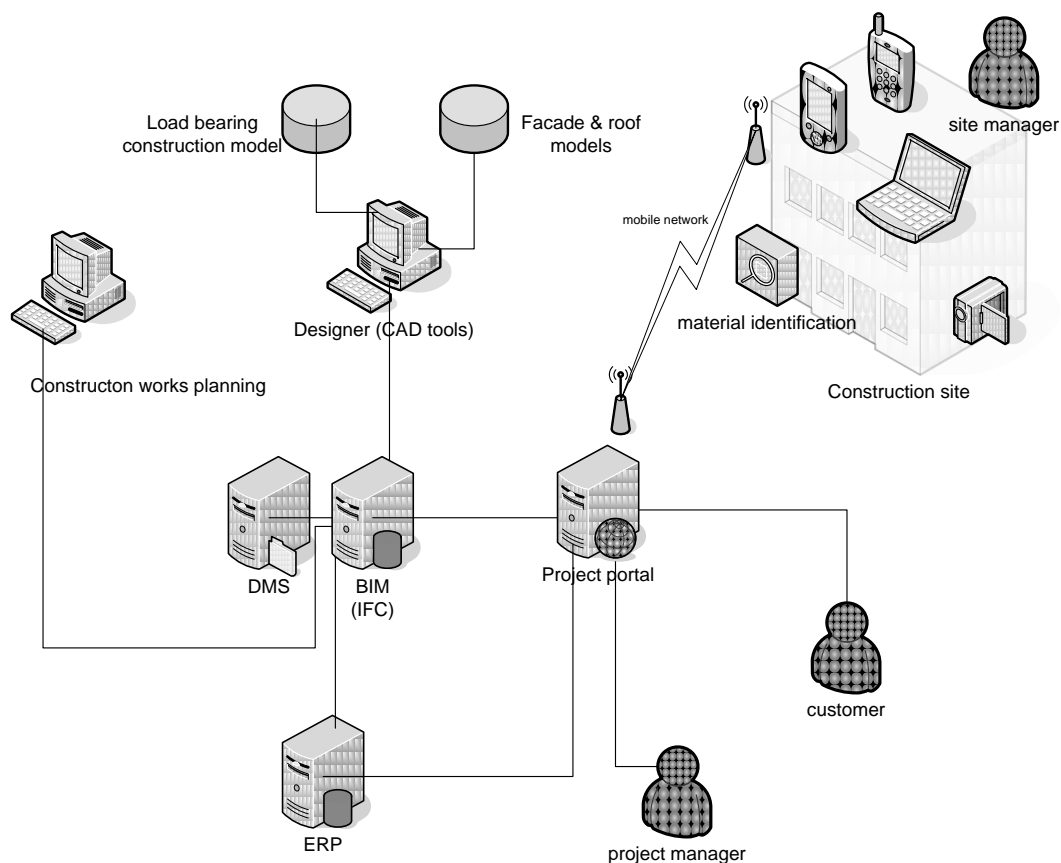 Load bearing
construction model
Facade & roof
models
site manager
mobile network
Designer (CAD tools)
material identification
Constructon works planning
Construction site
DMS
BIM
(IFC)
Project portal
customer
ERP
project manager